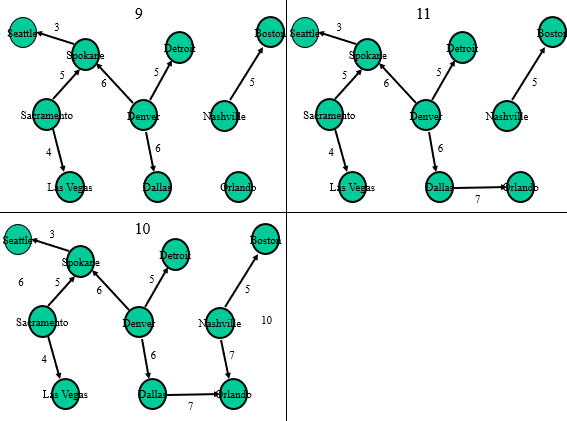 9
Seattle
3
Spokane
Detroit
Boston
5
6
5
5
Sacramento
Denver
Nashville
4
6
Las Vegas
Dallas
Orlando
11
Seattle
3
Spokane
Detroit
Boston
5
6
5
5
Sacramento
Denver
Nashville
4
6
Las Vegas
Dallas
Orlando
7
10
Seattle
3
Spokane
Detroit
Boston
6
5
6
5
5
Sacramento
Denver
Nashville
10
4
6
7
Las Vegas
Dallas
Orlando
7